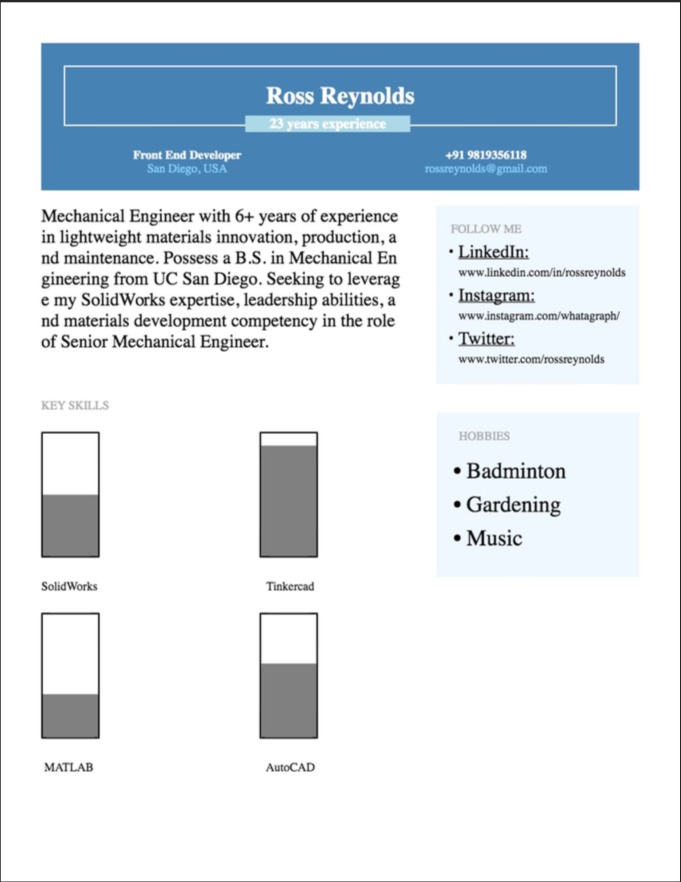 Ross Reynolds
23 years experience
Front End Developer
San Diego, USA
+91 9819356118
rossreynolds@gmail.com
Mechanical Engineer with 6+ years of experience
in lightweight materials innovation, production, a
nd maintenance. Possess a B.S. in Mechanical En
gineering from UC San Diego. Seeking to leverag
e my SolidWorks expertise, leadership abilities, a
nd materials development competency in the role
of Senior Mechanical Engineer.
KEY SKILLS
SolidWorks
Tinkercad
MATLAB
AutoCAD
FOLLOW ME
• LinkedIn:
www.linkedin.com/in/rossreynolds
• Instagram:
www.instagram.com/whatagraph/
• Twitter:
www.twitter.com/rossreynolds
HOBBIES
• Badminton
• Gardening
• Music